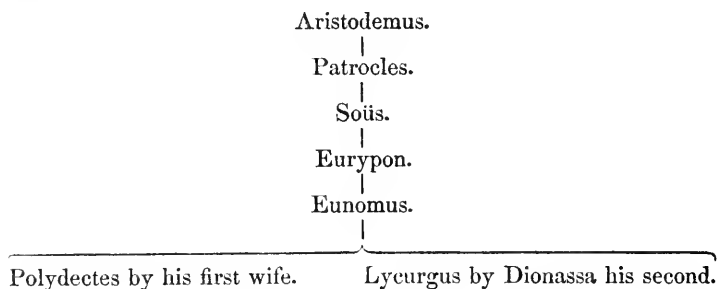 Aristodemus.
Patrocles.
Soüs.
Eurypon.
Eunomus.
Polydectes by his first wife. Lycurgus by Dionassa his second.